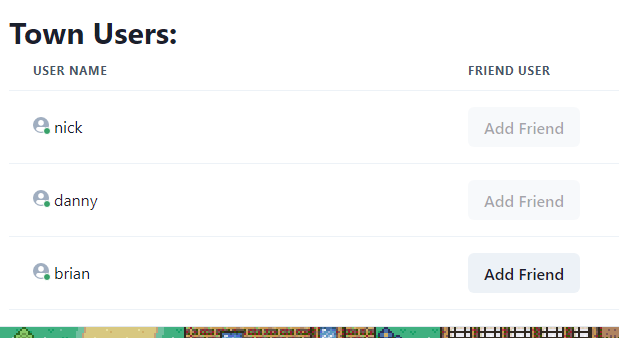 Town Users:
USER NAME FRIEND USER
nick Add Friend
danny Add Friend
brian Add Friend